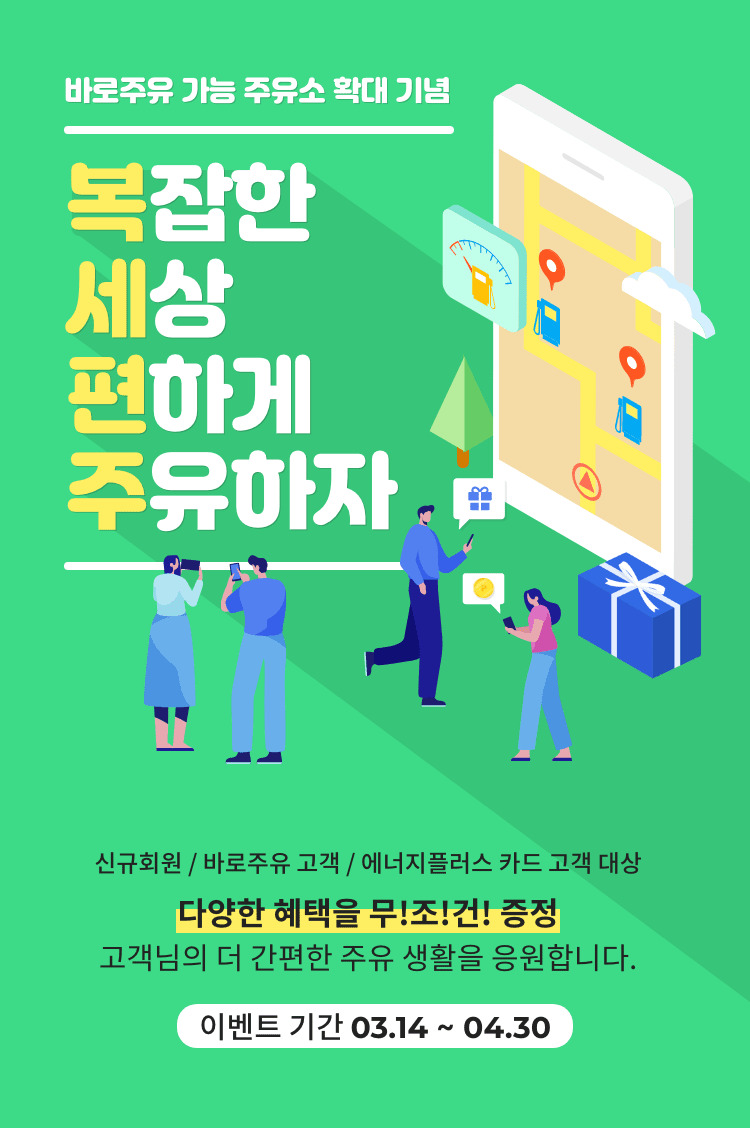 바로주유 가능 주유소 확대 기념
복잡한
세상
편하게
주유하자
신규회원 / 바로주유 고객 / 에너지플러스 카드 고객 대상
다양한 혜택을 무!조!건! 증정
고객님의 더 간편한 주유 생활을 응원합니다.
이벤트 기간 03.14 ~ 04.30